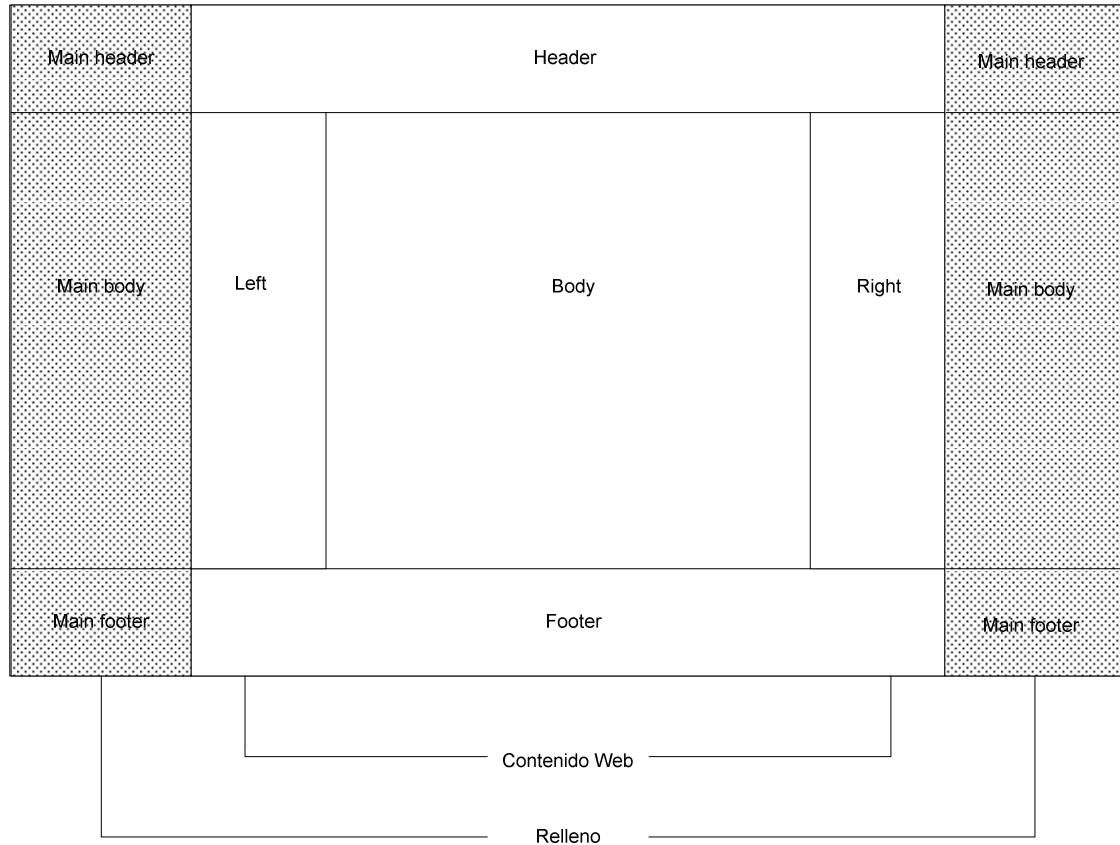 Main header
Header
Main header
Main body
Left
Body
Right
Main body
Main footer
Footer
Main footer
Contenido Web
Relleno